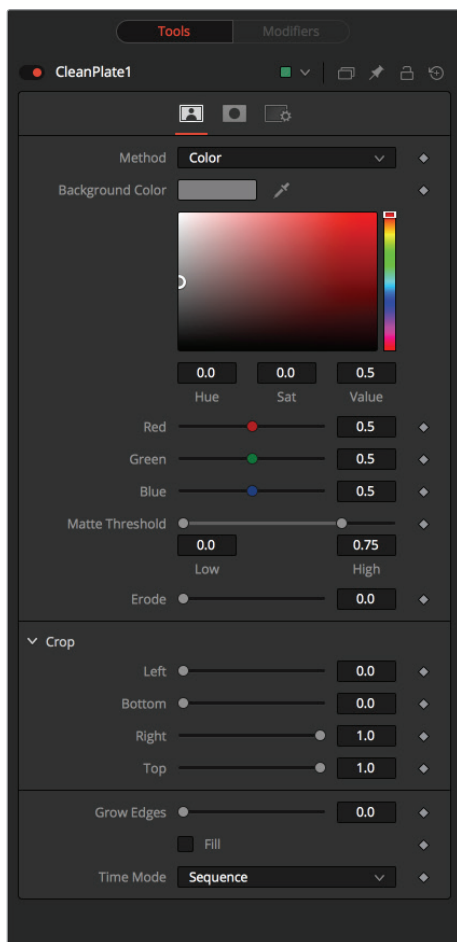 Tools Modifiers
CleanPlate1
Method Color
Background Color
0.0 0.0 0.5
Hue Sat Value
Red 0.5
Green 0.5
Blue 0.5
Matte Threshold
0.0 0.75
Low High
Erode 0.0
Crop
Left 0.0
Bottom 0.0
Right 1.0
Top 1.0
Grow Edges 0.0
Fill
Time Mode Sequence